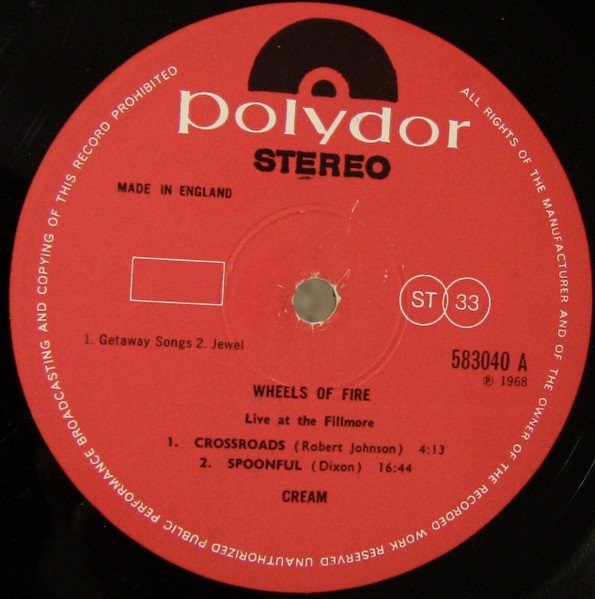 polydor
STEREO
MADE IN ENGLAND
ST 33
1. Getaway Songs 2. Jewel
583040 A
℗ 1968
WHEELS OF FIRE
Live at the Fillmore
1. CROSSROADS (Robert Johnson) 4:13
2. SPOONFUL (Dixon) 16:44
CREAM
ALL RIGHTS OF THE MANUFACTURER AND OF THE OWNER OF THE RECORDED WORK RESERVED UNAUTHORIZED PUBLIC PERFORMANCE BROADCASTING AND COPYING OF THIS RECORD PROHIBITED